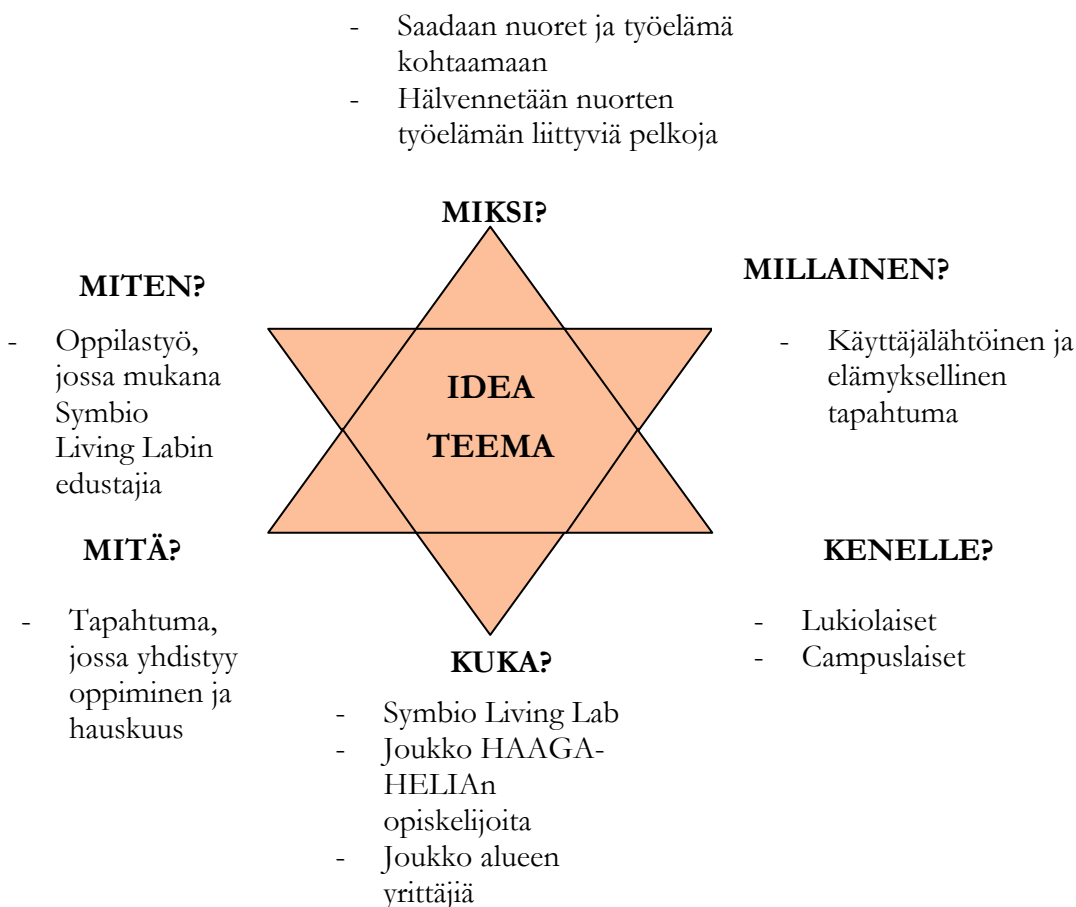 - Saadaan nuoret ja työelämä
kohtaamaan
- Hälvennetään nuorten
työelämän liittyviä pelkoja
MIKSI?
MILLAINEN?
- Käyttäjälähtöinen ja
elämyksellinen
tapahtuma
MITEN?
- Oppilastyö,
jossa mukana
Symbio
Living Labin
edustajia
IDEA
TEEMA
MITÄ?
- Tapahtuma,
jossa yhdistyy
oppiminen ja
hauskuus
KUKA?
- Symbio Living Lab
- Joukko HAAGA-
HELIAn
opiskelijoita
- Joukko alueen
yrittäjiä
KENELLE?
- Lukiolaiset
- Campuslaiset